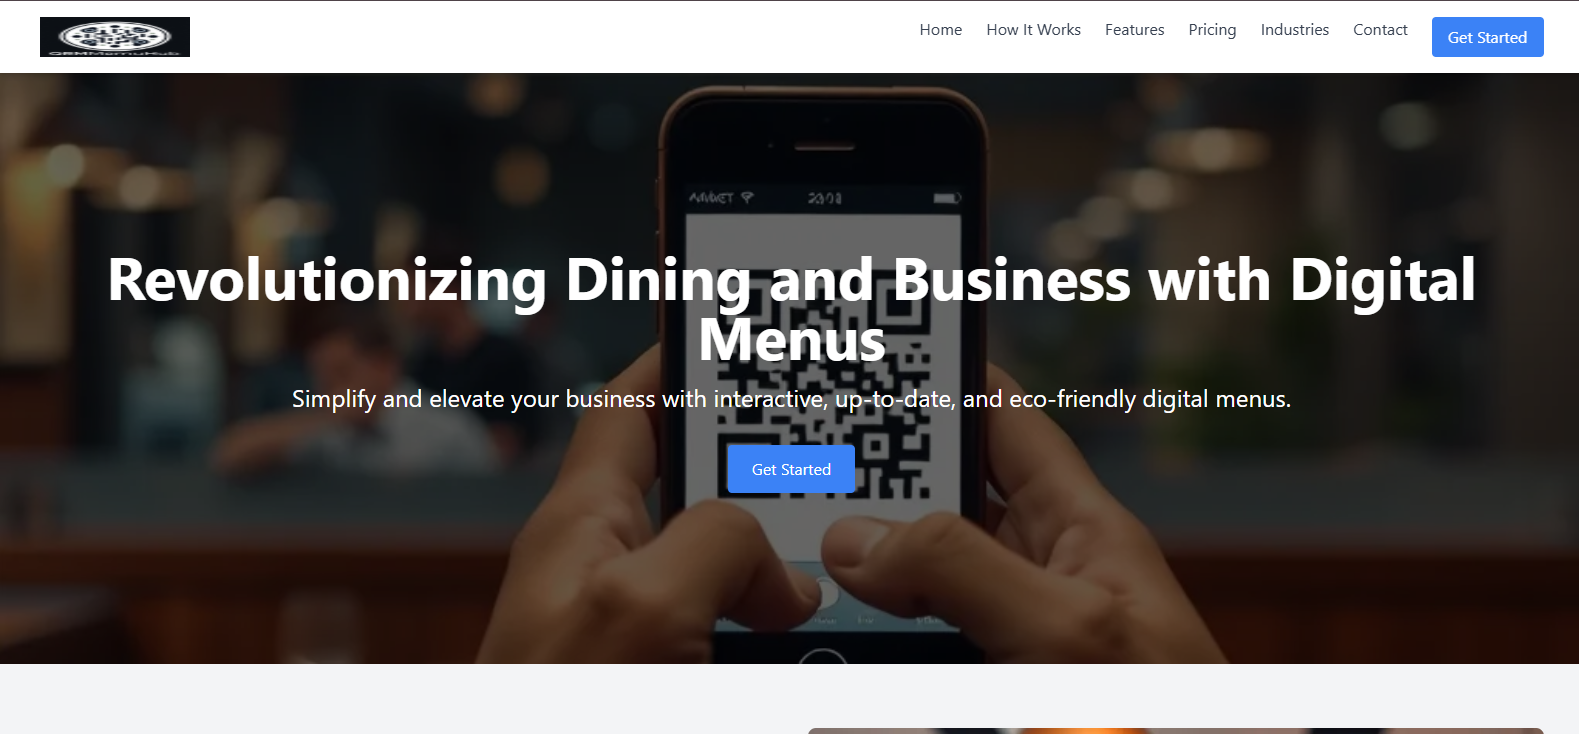 Home How It Works Features Pricing Industries Contact Get Started
Revolutionizing Dining and Business with Digital
Menus
Simplify and elevate your business with interactive, up-to-date, and eco-friendly digital menus.
Get Started